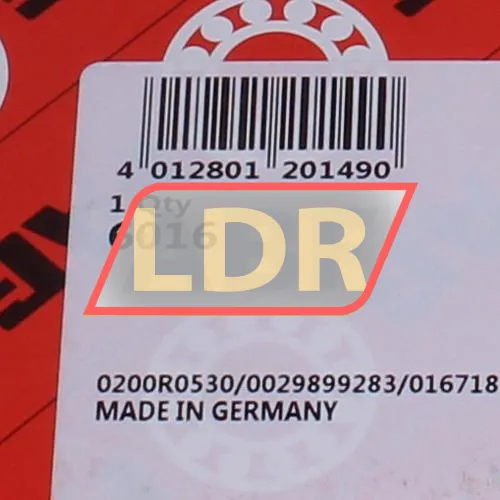 4 012801 201490
1 Qty
6016
LDR
0200R0530/0029899283/016718
MADE IN GERMANY